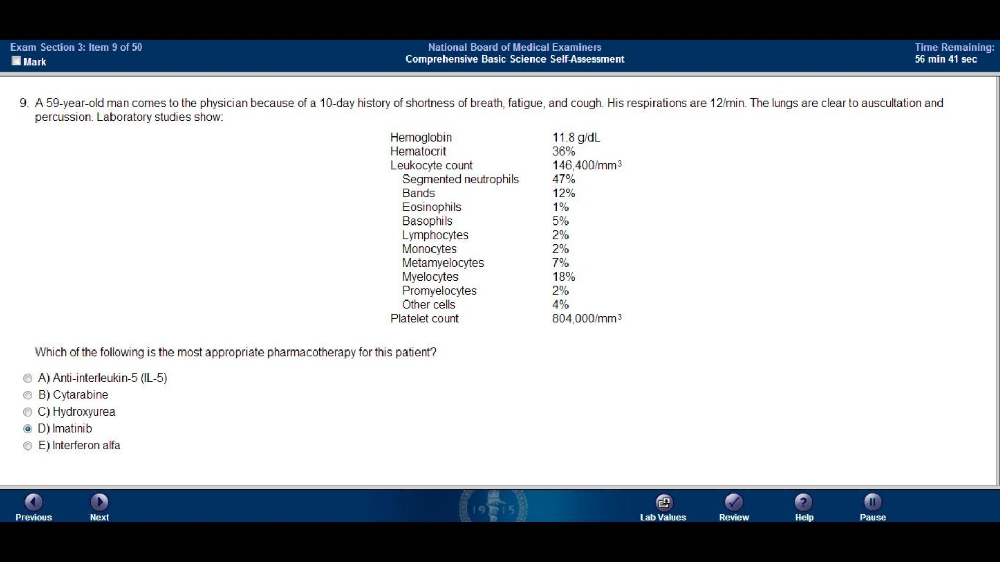 Exam Section 3: Item 9 of 50
Mark
National Board of Medical Examiners
Comprehensive Basic Science Self-Assessment
Time Remaining:
56 min 41 sec
9. A 59-year-old man comes to the physician because of a 10-day history of shortness of breath, fatigue, and cough. His respirations are 12/min. The lungs are clear to auscultation and
percussion. Laboratory studies show:
Hemoglobin 11.8 g/dL
Hematocrit 36%
Leukocyte count 146,400/mm³
Segmented neutrophils 47%
Bands 12%
Eosinophils 1%
Basophils 5%
Lymphocytes 2%
Monocytes 2%
Metamyelocytes 7%
Myelocytes 18%
Promyelocytes 2%
Other cells 4%
Platelet count 804,000/mm³
Which of the following is the most appropriate pharmacotherapy for this patient?
A) Anti-interleukin-5 (IL-5)
B) Cytarabine
C) Hydroxyurea
D) Imatinib
E) Interferon alfa
Previous
Next
1915
Lab Values
Review
Help
Pause